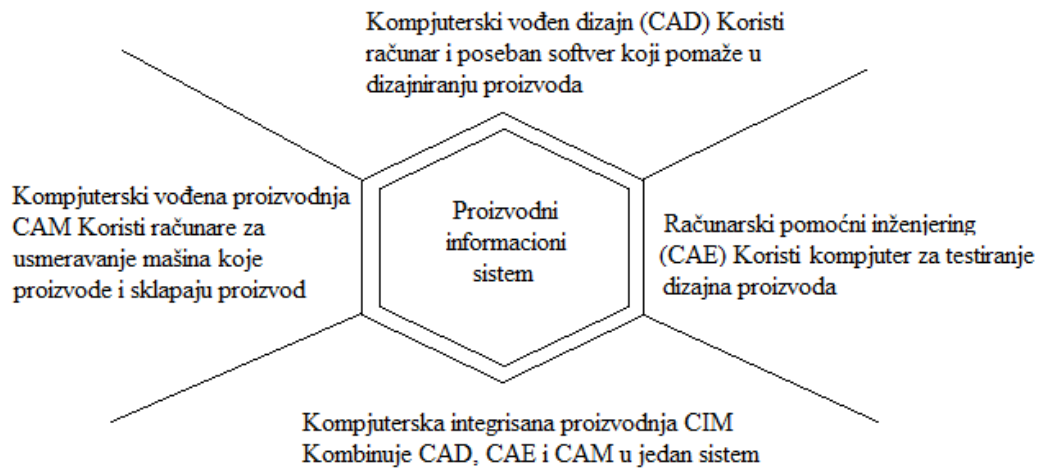 Kompjuterski vođen dizajn (CAD) Koristi
računar i poseban softver koji pomaže u
dizajniranju proizvoda
Kompjuterski vođena proizvodnja
CAM Koristi računare za
usmeravanje mašina koje
proizvode i sklapaju proizvod
Proizvodni
informacioni
sistem
Računarski pomoćni inženjering
(CAE) Koristi kompjuter za testiranje
dizajna proizvoda
Kompjuterska integrisana proizvodnja CIM
Kombinuje CAD, CAE i CAM u jedan sistem